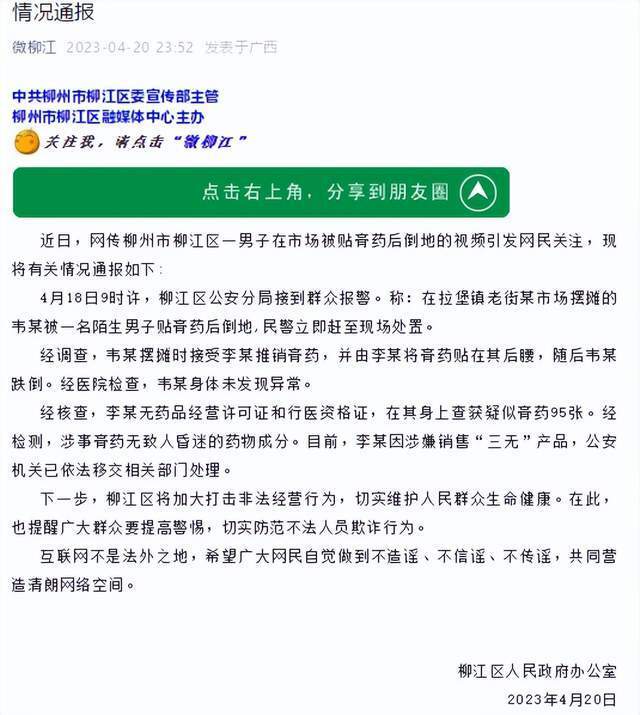 情况通报
微柳江 2023-04-20 23:52 发表于广西
中共柳州市柳江区委宣传部主管
柳州市柳江区融媒体中心主办
关注我，请点击“微柳江”
点击右上角，分享到朋友圈
近日，网传柳州市柳江区一男子在市场被贴膏药后倒地的视频引发网民关注，现
将有关情况通报如下：
4月18日9时许，柳江区公安分局接到群众报警。称：在拉堡镇老街某市场摆摊的
韦某被一名陌生男子贴膏药后倒地,民警立即赶至现场处置。
经调查，韦某摆摊时接受李某推销膏药，并由李某将膏药贴在其后腰，随后韦某
跌倒。经医院检查，韦某身体未发现异常。
经核查，李某无药品经营许可证和行医资格证，在其身上查获疑似膏药95张。经
检测，涉事膏药无致人昏迷的药物成分。目前，李某因涉嫌销售“三无”产品，公安
机关已依法移交相关部门处理。
下一步，柳江区将加大打击非法经营行为，切实维护人民群众生命健康。在此，
也提醒广大群众要提高警惕，切实防范不法人员欺诈行为。
互联网不是法外之地，希望广大网民自觉做到不造谣、不信谣、不传谣，共同营
造清朗网络空间。
柳江区人民政府办公室
2023年4月20日